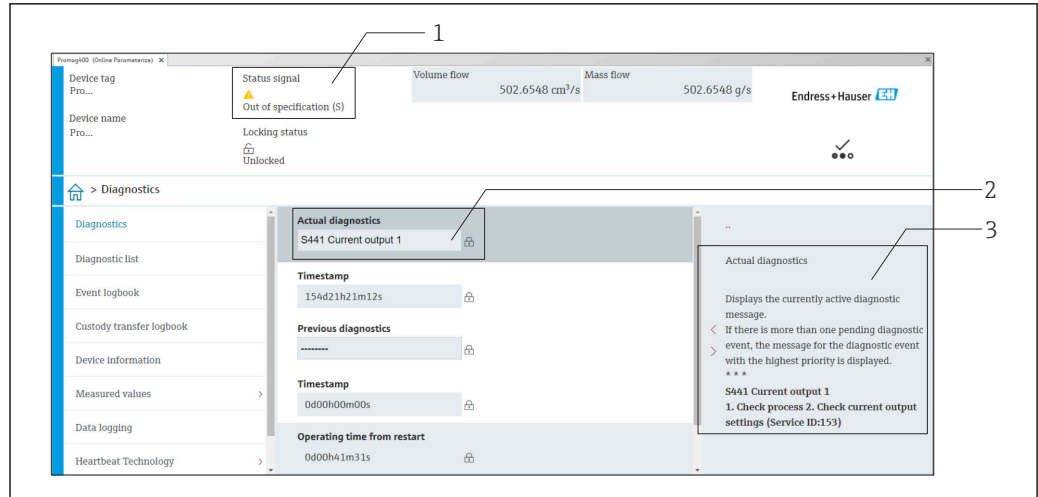 1
Promag400 (Online Parameterize) ×
Device tag
Pro...
Device name
Pro...
Status signal
Out of specification (S)
Locking status
Unlocked
Volume flow
502.6548 cm³/s
Mass flow
502.6548 g/s
Endress+Hauser EH
> Diagnostics
2
3
Diagnostics
Diagnostic list
Event logbook
Custody transfer logbook
Device information
Measured values >
Data logging
Heartbeat Technology >
Actual diagnostics
S441 Current output 1
Timestamp
154d21h21m12s
Previous diagnostics
--------
Timestamp
0d00h00m00s
Operating time from restart
0d00h41m31s
..
Actual diagnostics
Displays the currently active diagnostic
message.
If there is more than one pending diagnostic
event, the message for the diagnostic event
with the highest priority is displayed.
* * *
S441 Current output 1
1. Check process 2. Check current output
settings (Service ID:153)